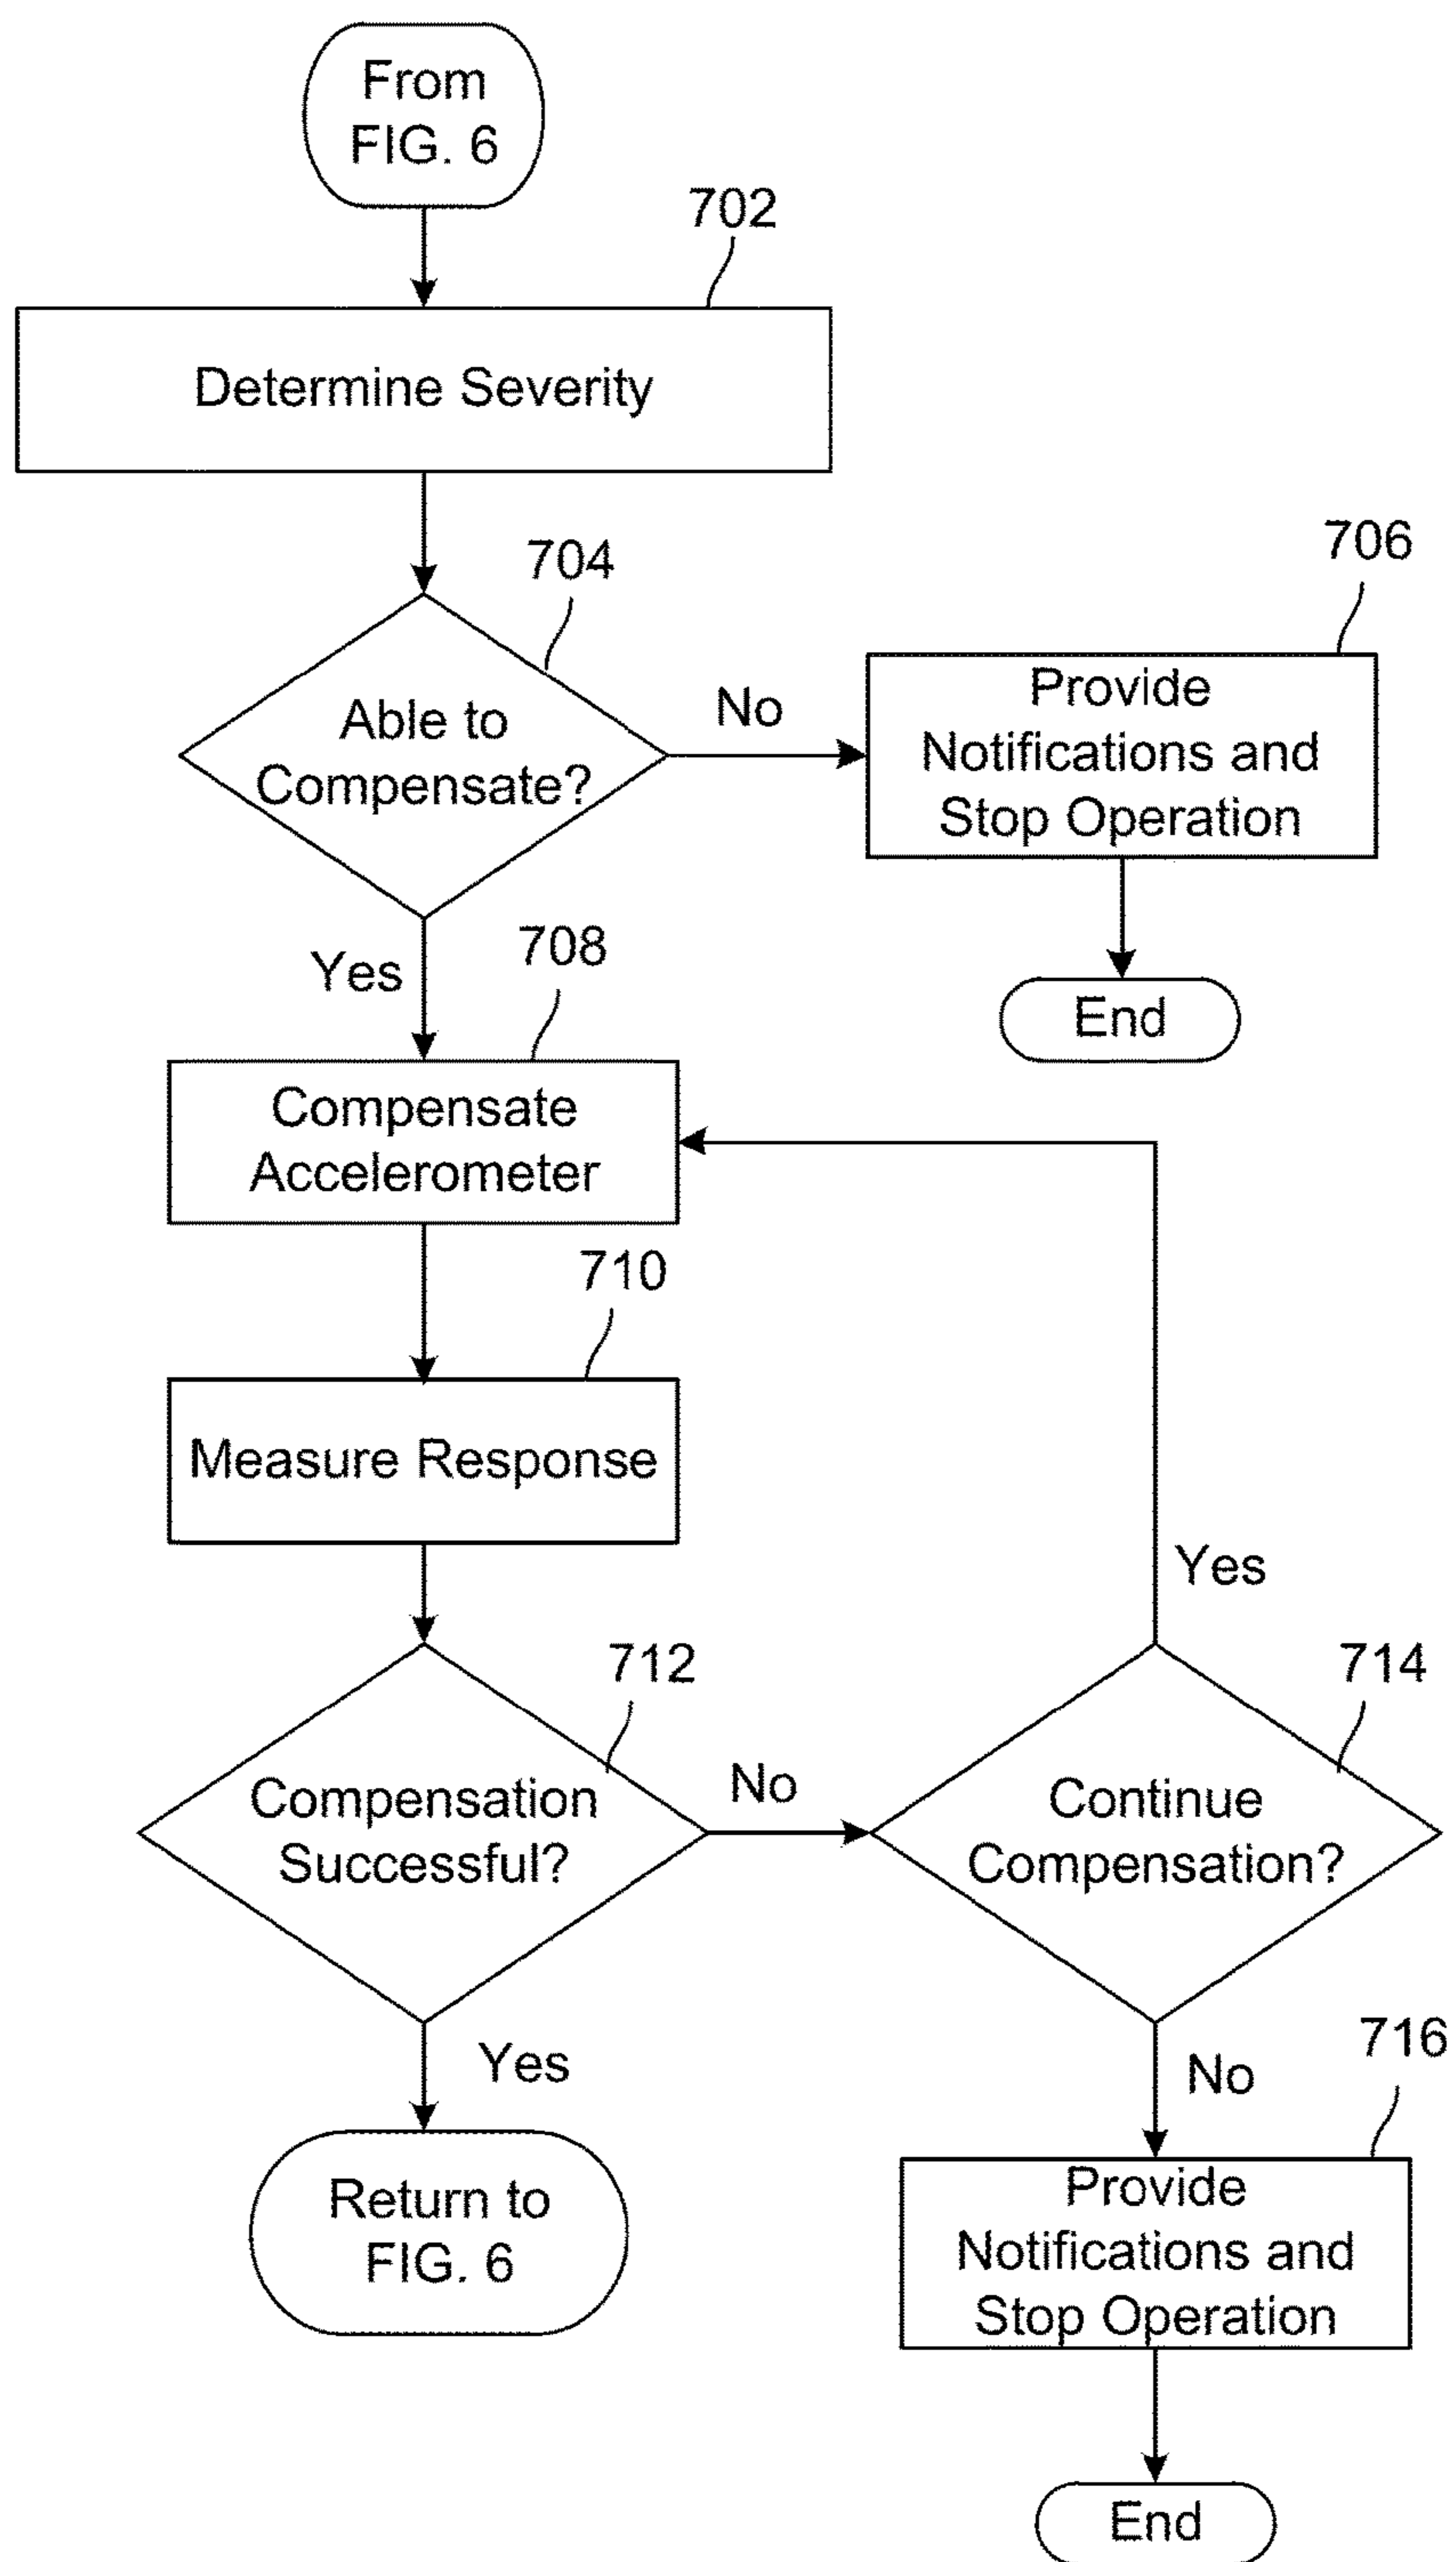 From
FIG. 6
702
Determine Severity
704
Able to
Compensate?
No
706
Provide
Notifications and
Stop Operation
End
Yes
708
Compensate
Accelerometer
710
Measure Response
712
Compensation
Successful?
No
Yes
714
Continue
Compensation?
Yes
Return to
FIG. 6
No
716
Provide
Notifications and
Stop Operation
End